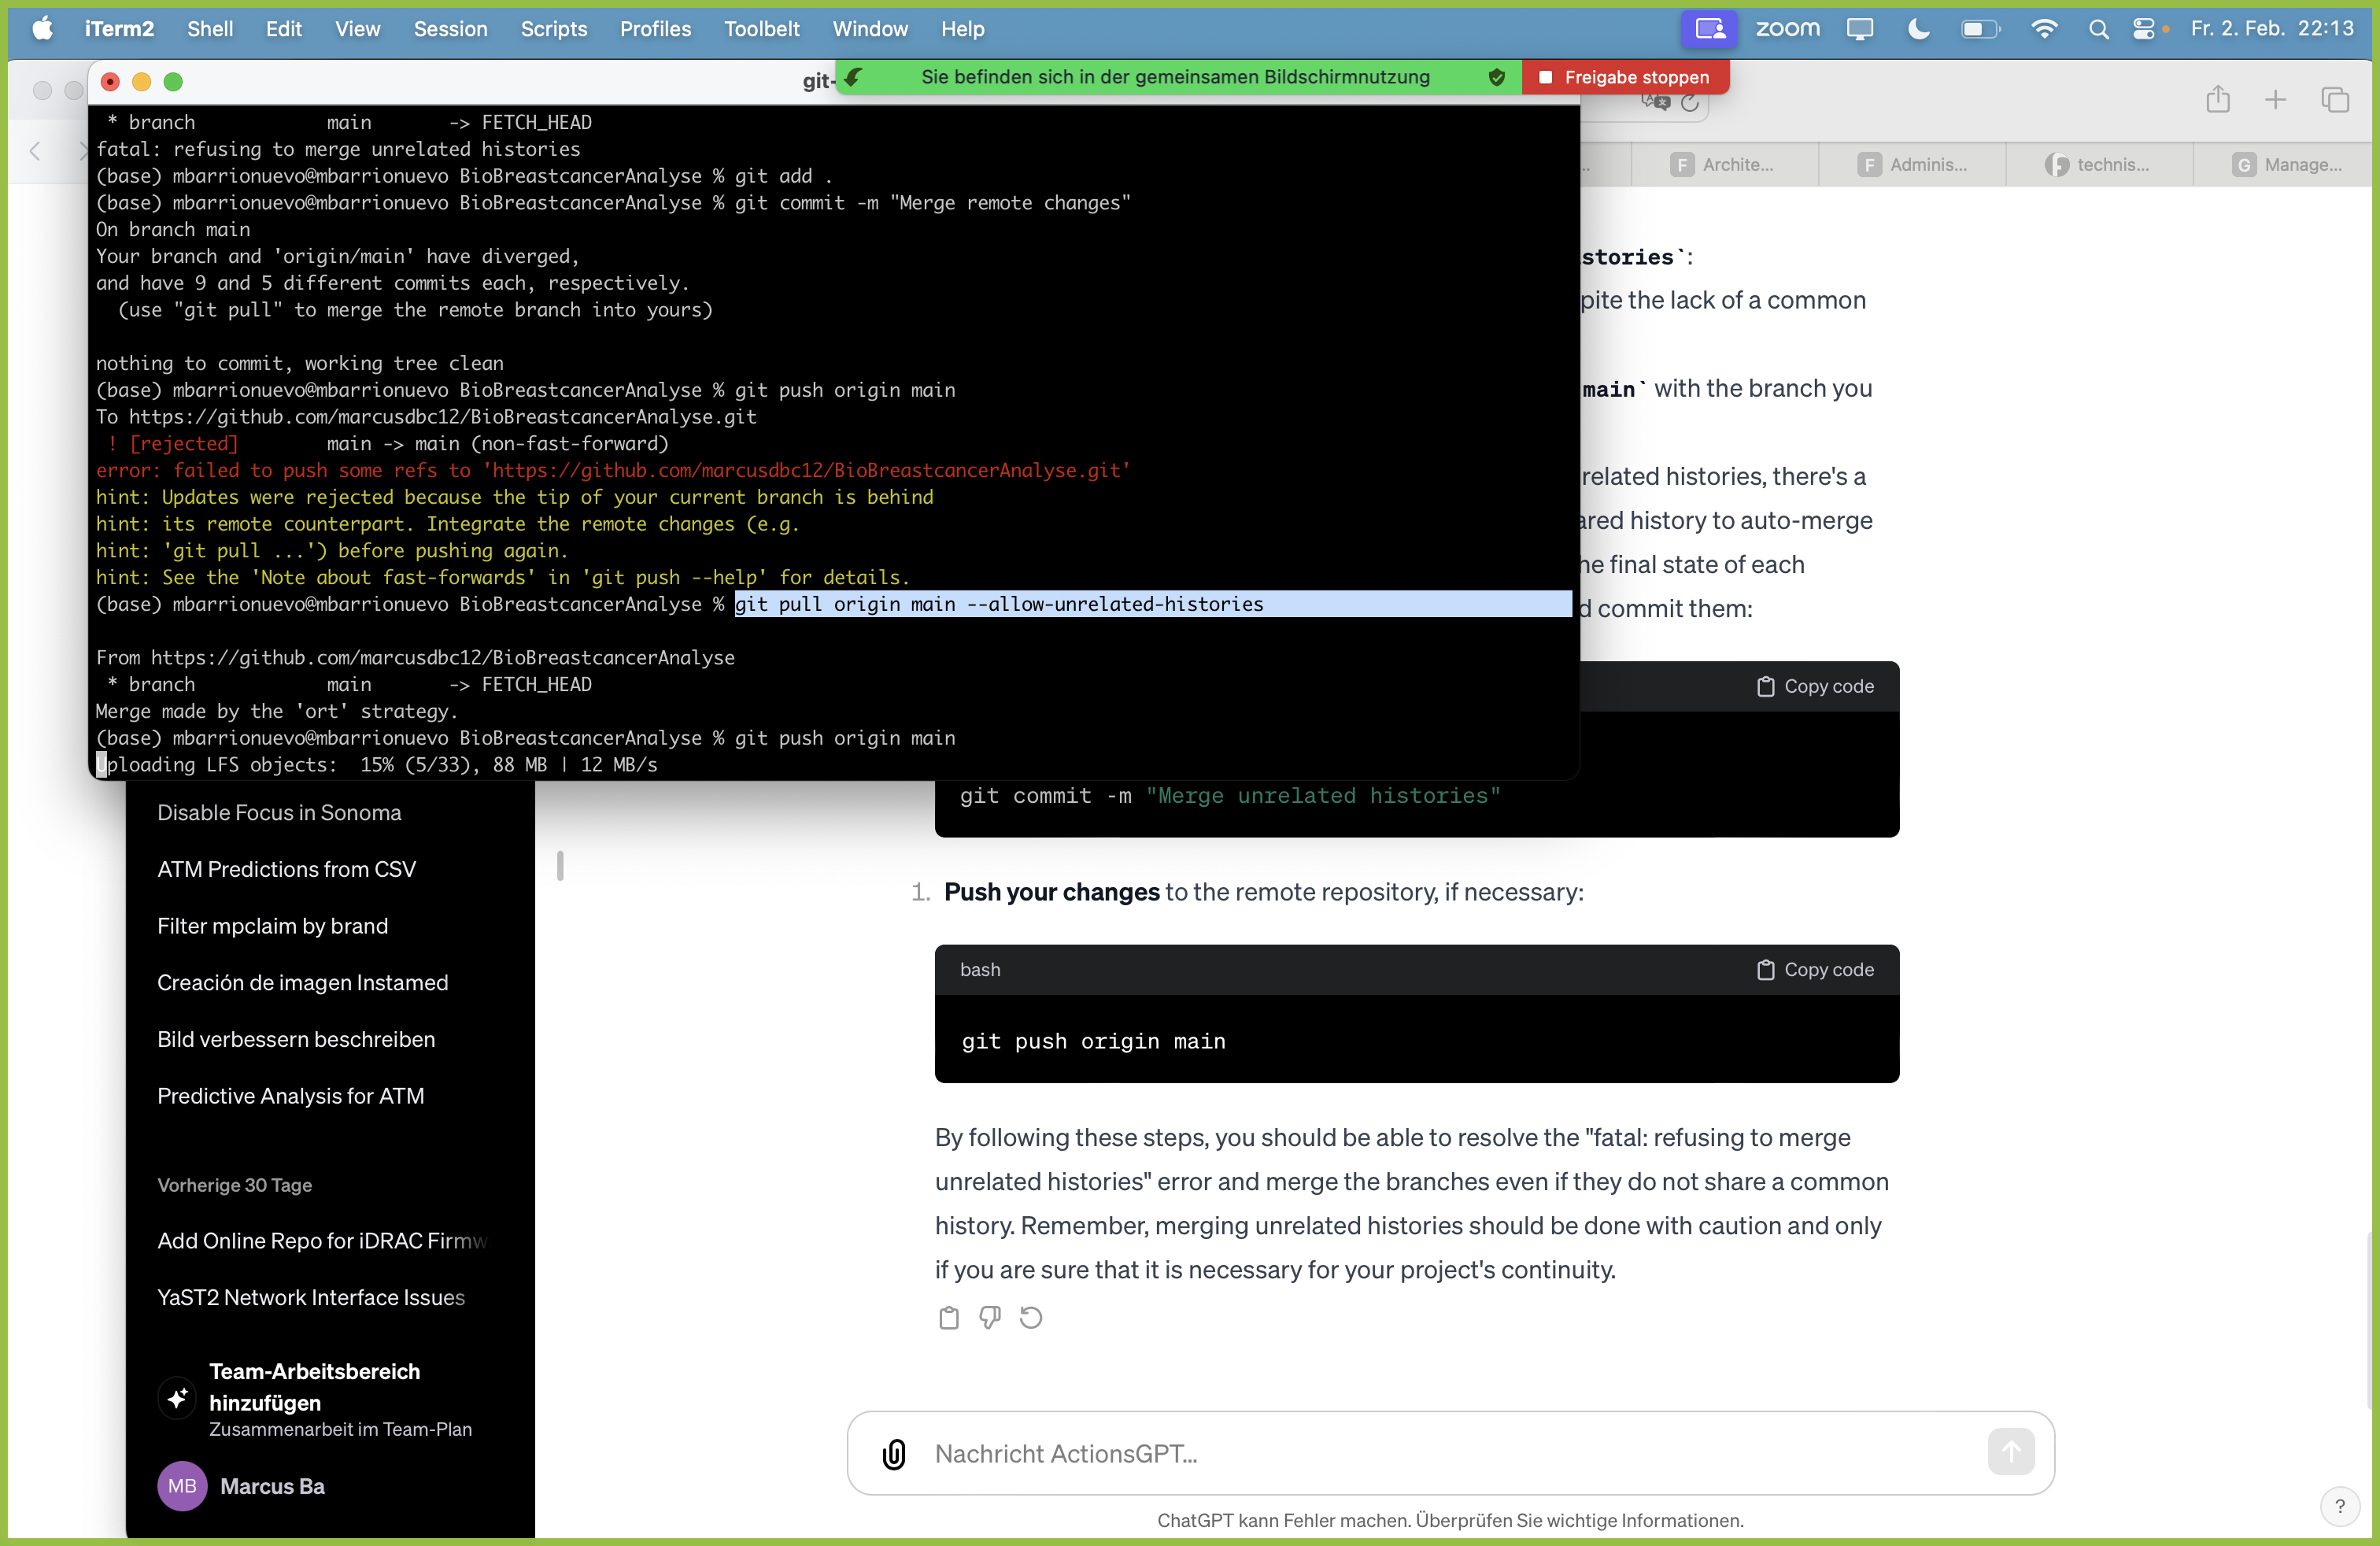 iTerm2 Shell Edit View Session Scripts Profiles Toolbelt Window Help zoom Fr. 2. Feb. 22:13
git- Sie befinden sich in der gemeinsamen Bildschirmnutzung Freigabe stoppen
F Archite... F Adminis... technis... G Manage...
* branch main -> FETCH_HEAD
fatal: refusing to merge unrelated histories
(base) mbarrionuevo@mbarrionuevo BioBreastcancerAnalyse % git add .
(base) mbarrionuevo@mbarrionuevo BioBreastcancerAnalyse % git commit -m "Merge remote changes"
On branch main
Your branch and 'origin/main' have diverged,
and have 9 and 5 different commits each, respectively.
(use "git pull" to merge the remote branch into yours)
nothing to commit, working tree clean
(base) mbarrionuevo@mbarrionuevo BioBreastcancerAnalyse % git push origin main
To https://github.com/marcusdbc12/BioBreastcancerAnalyse.git
! [rejected] main -> main (non-fast-forward)
error: failed to push some refs to 'https://github.com/marcusdbc12/BioBreastcancerAnalyse.git'
hint: Updates were rejected because the tip of your current branch is behind
hint: its remote counterpart. Integrate the remote changes (e.g.
hint: 'git pull ...') before pushing again.
hint: See the 'Note about fast-forwards' in 'git push --help' for details.
(base) mbarrionuevo@mbarrionuevo BioBreastcancerAnalyse % git pull origin main --allow-unrelated-histories
From https://github.com/marcusdbc12/BioBreastcancerAnalyse
* branch main -> FETCH_HEAD
Merge made by the 'ort' strategy.
(base) mbarrionuevo@mbarrionuevo BioBreastcancerAnalyse % git push origin main
Uploading LFS objects: 15% (5/33), 88 MB | 12 MB/s
stories`:
pite the lack of a common
main` with the branch you
related histories, there's a
ared history to auto-merge
he final state of each
d commit them:
Copy code
git commit -m "Merge unrelated histories"
1. Push your changes to the remote repository, if necessary:
bash Copy code
git push origin main
By following these steps, you should be able to resolve the "fatal: refusing to merge
unrelated histories" error and merge the branches even if they do not share a common
history. Remember, merging unrelated histories should be done with caution and only
if you are sure that it is necessary for your project's continuity.
Disable Focus in Sonoma
ATM Predictions from CSV
Filter mpclaim by brand
Creación de imagen Instamed
Bild verbessern beschreiben
Predictive Analysis for ATM
Vorherige 30 Tage
Add Online Repo for iDRAC Firmw
YaST2 Network Interface Issues
Team-Arbeitsbereich
hinzufügen
Zusammenarbeit im Team-Plan
MB Marcus Ba
Nachricht ActionsGPT...
ChatGPT kann Fehler machen. Überprüfen Sie wichtige Informationen.
?